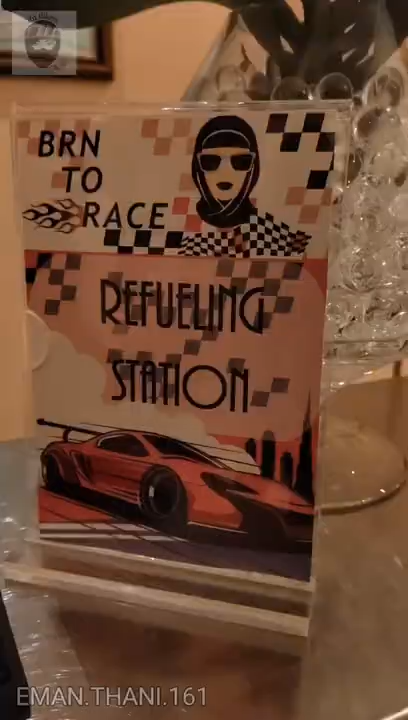 BRN
TO
RACE
REFUELING
STATION
EMAN.THANI.161